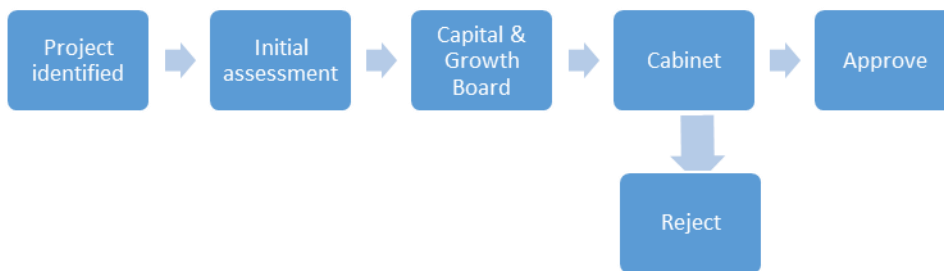 Project
identified
Initial
assessment
Capital &
Growth
Board
Cabinet
Approve
Reject